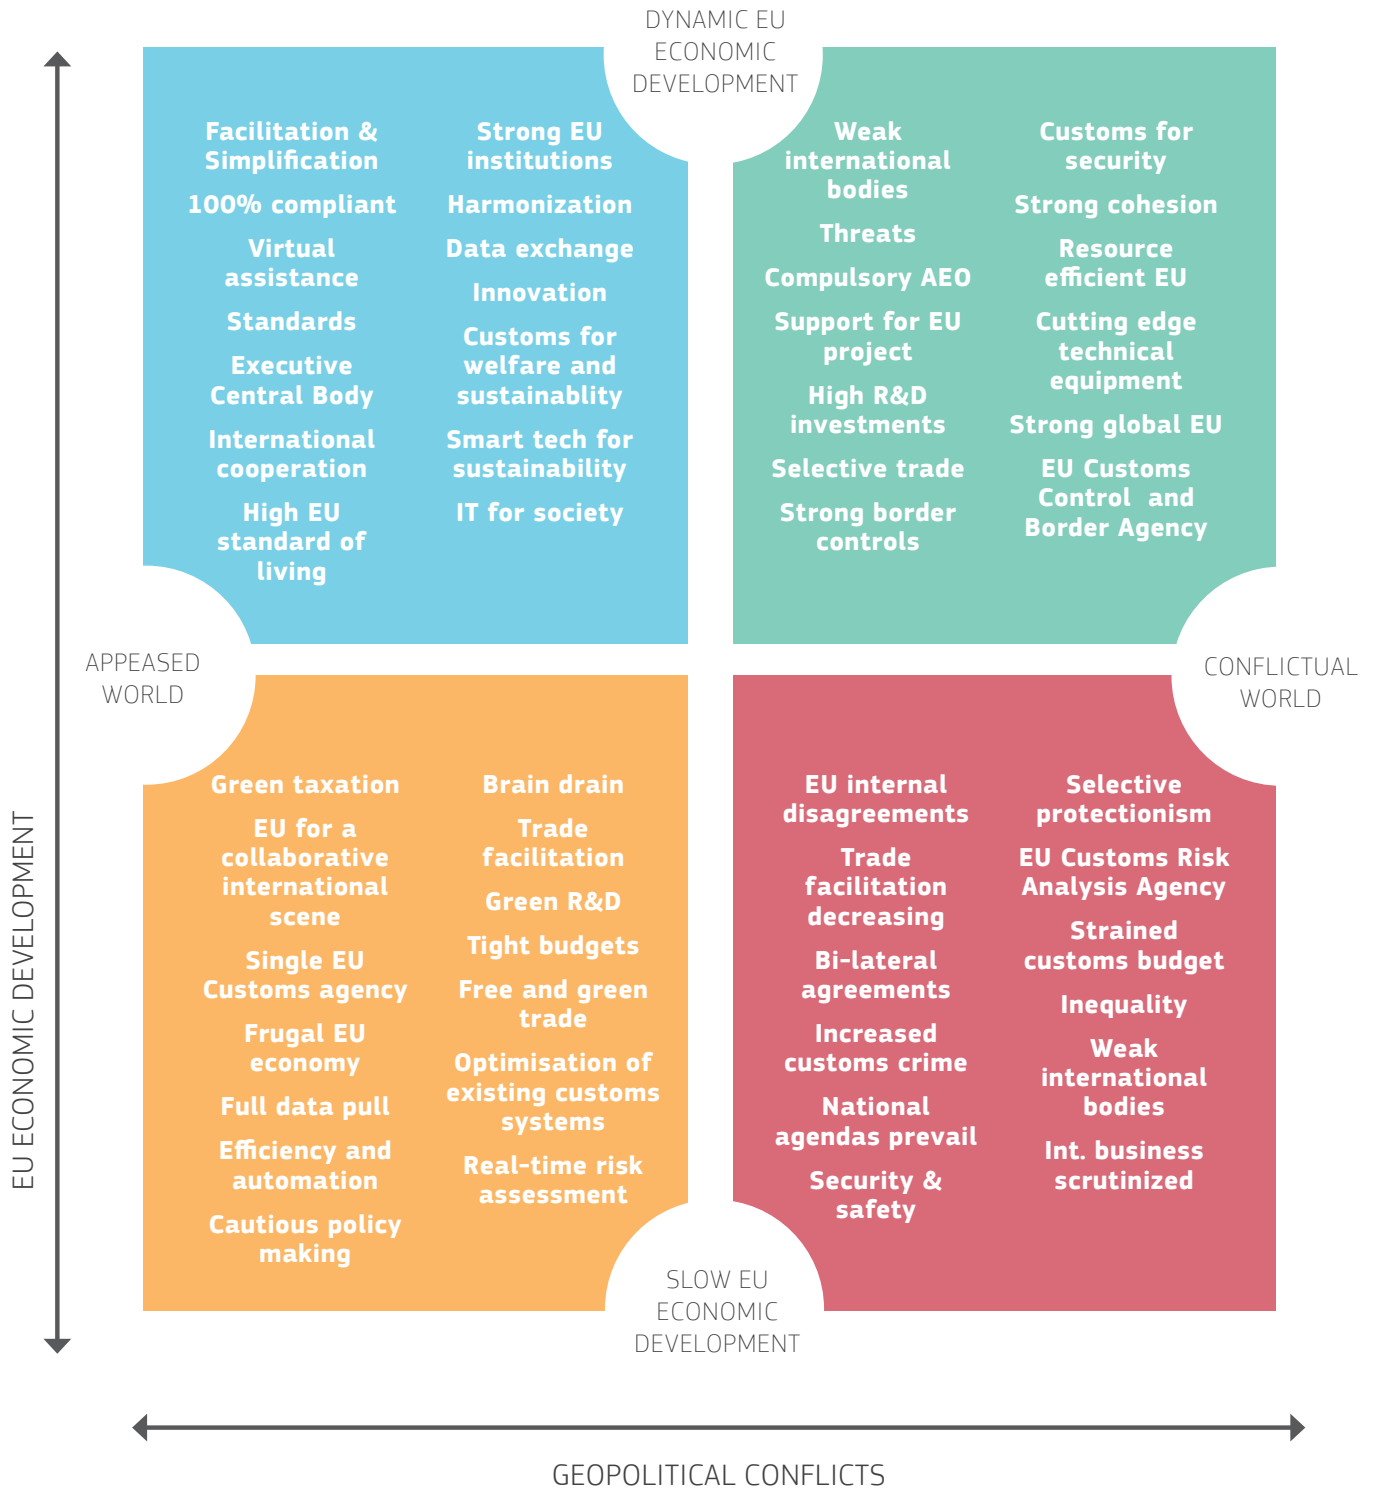 DYNAMIC EU
ECONOMIC
DEVELOPMENT
Facilitation &
Simplification
100% compliant
Virtual
assistance
Standards
Executive
Central Body
International
cooperation
High EU
standard of
living
Strong EU
institutions
Harmonization
Data exchange
Innovation
Customs for
welfare and
sustainablity
Smart tech for
sustainability
IT for society
Weak
international
bodies
Threats
Compulsory AEO
Support for EU
project
High R&D
investments
Selective trade
Strong border
controls
Customs for
security
Strong cohesion
Resource
efficient EU
Cutting edge
technical
equipment
Strong global EU
EU Customs
Control and
Border Agency
APPEASED
WORLD
CONFLICTUAL
WORLD
Green taxation
EU for a
collaborative
international
scene
Single EU
Customs agency
Frugal EU
economy
Full data pull
Efficiency and
automation
Cautious policy
making
Brain drain
Trade
facilitation
Green R&D
Tight budgets
Free and green
trade
Optimisation of
existing customs
systems
Real-time risk
assessment
EU internal
disagreements
Trade
facilitation
decreasing
Bi-lateral
agreements
Increased
customs crime
National
agendas prevail
Security &
safety
Selective
protectionism
EU Customs Risk
Analysis Agency
Strained
customs budget
Inequality
Weak
international
bodies
Int. business
scrutinized
SLOW EU
ECONOMIC
DEVELOPMENT
EU ECONOMIC DEVELOPMENT
GEOPOLITICAL CONFLICTS